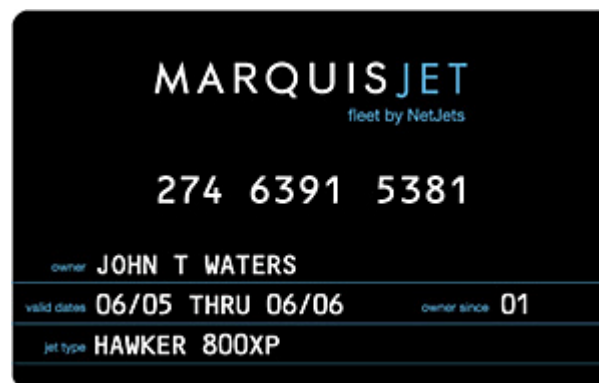 MARQUISJET
fleet by NetJets
274 6391 5381
owner JOHN T WATERS
valid dates 06/05 THRU 06/06 owner since 01
jet type HAWKER 800XP